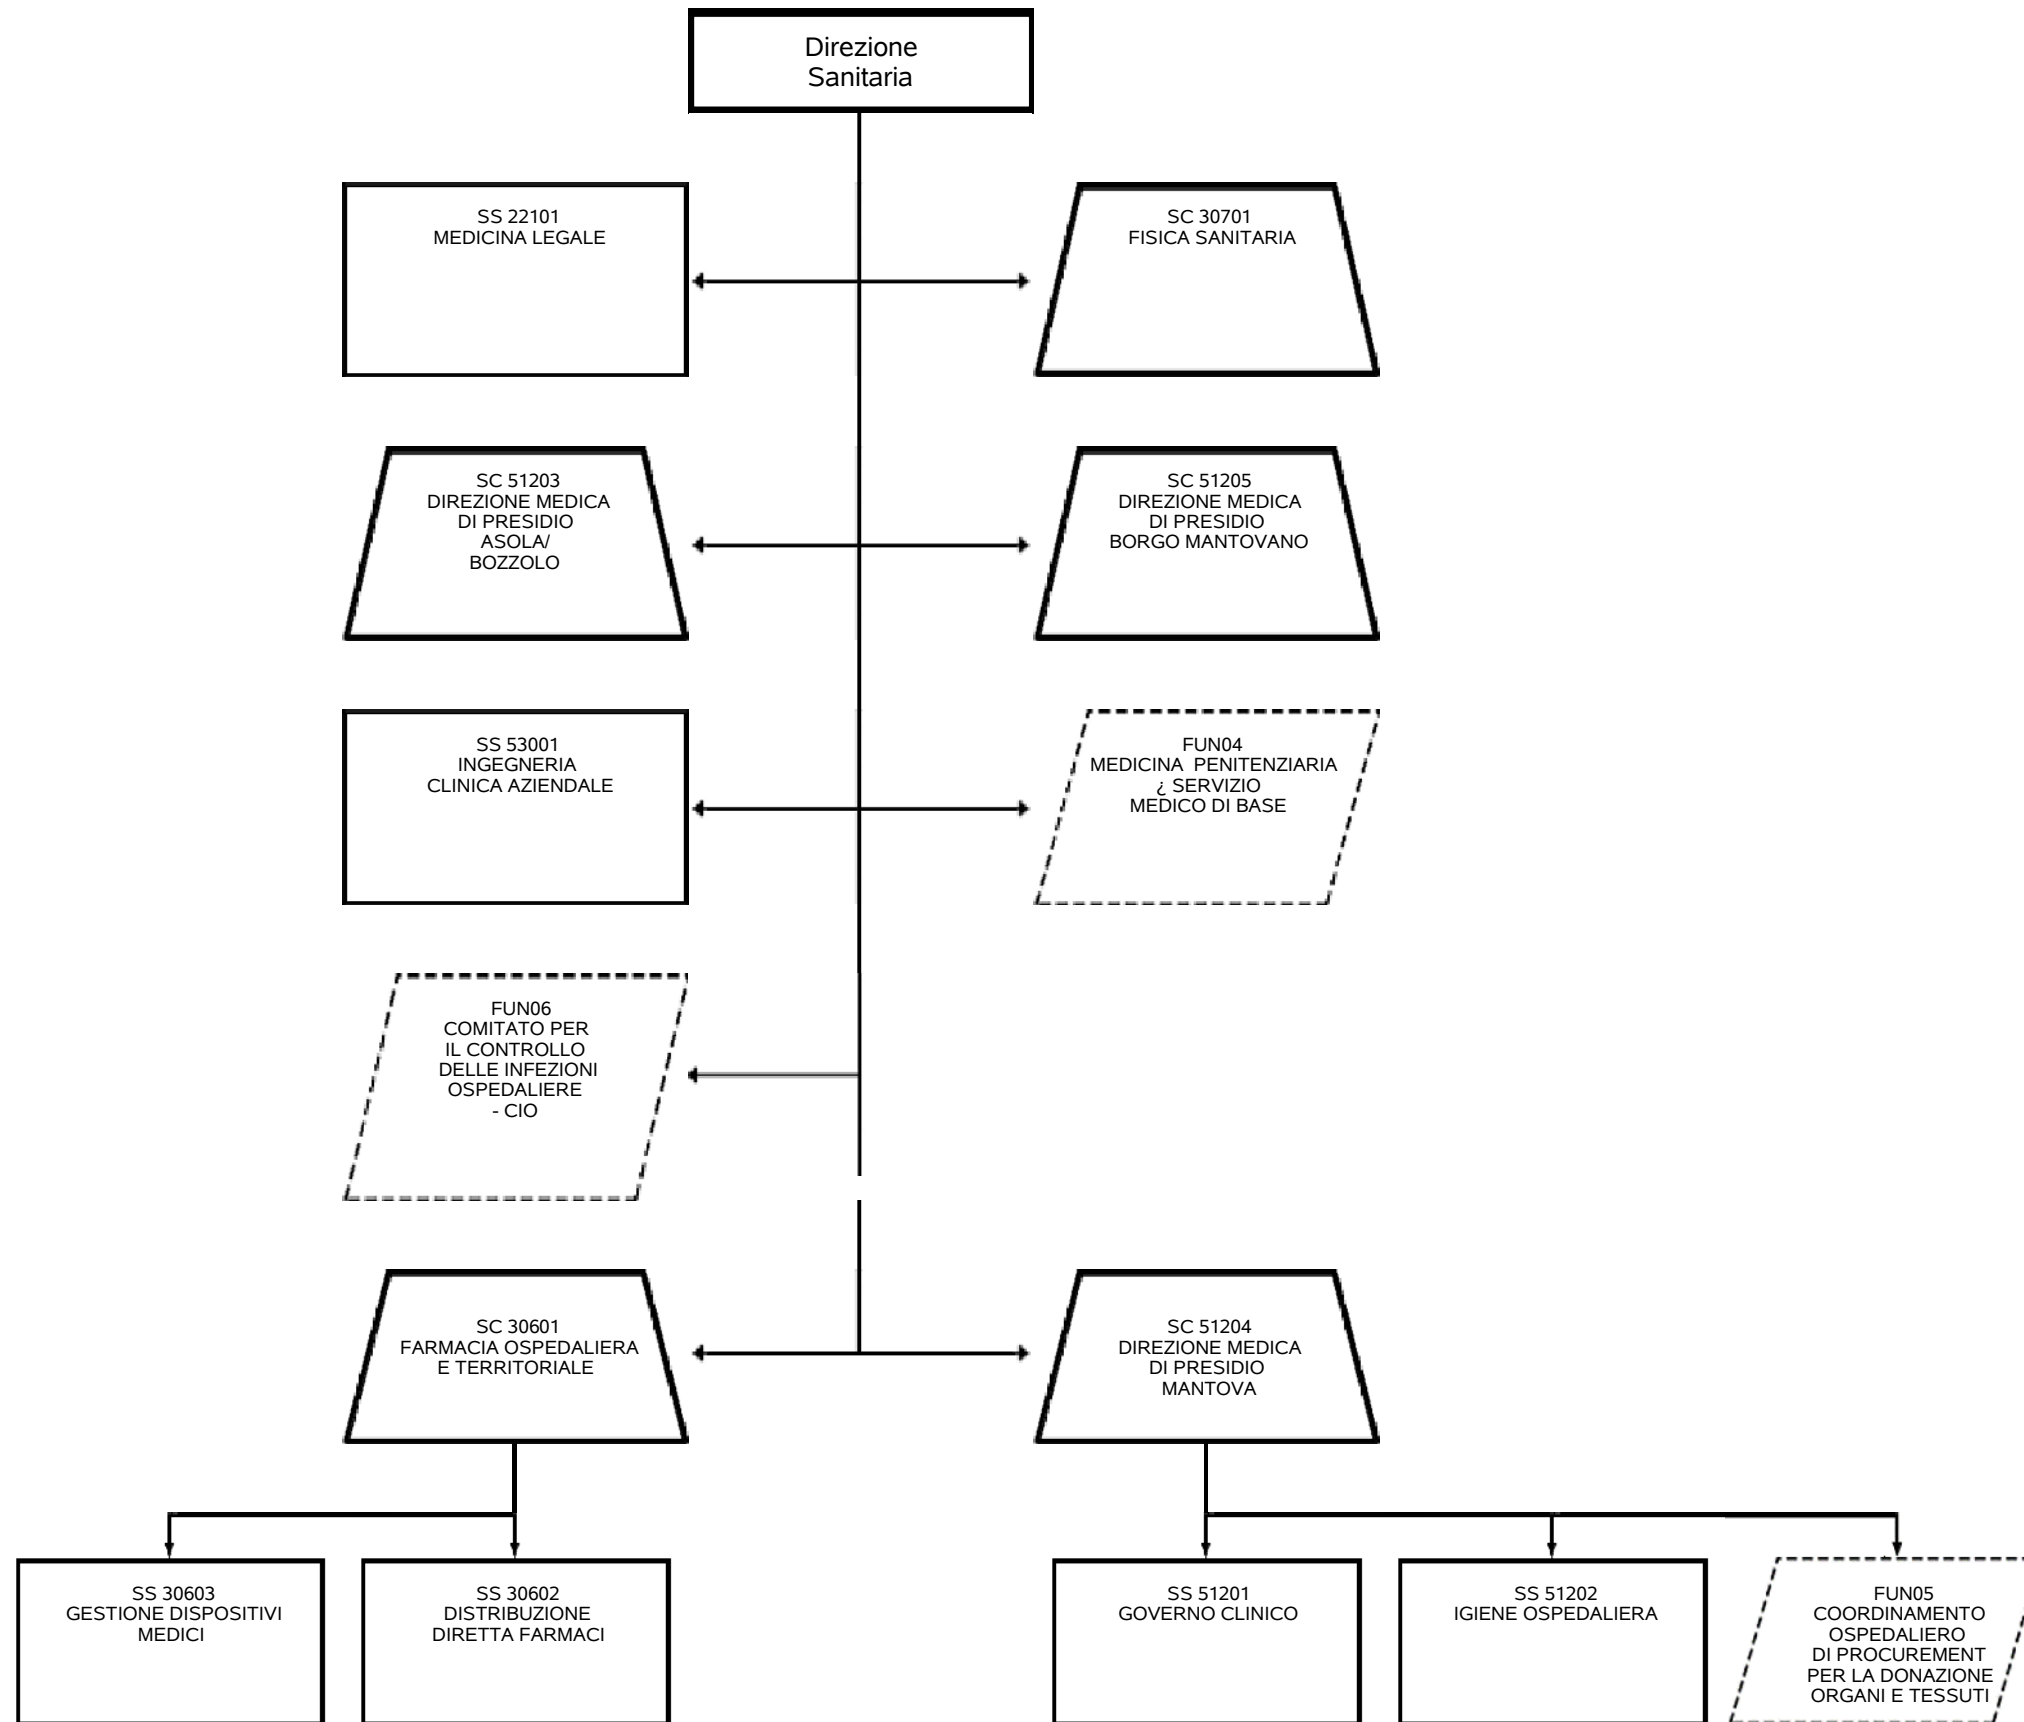 Direzione
Sanitaria
SS 22101
MEDICINA LEGALE
SC 30701
FISICA SANITARIA
SC 51203
DIREZIONE MEDICA
DI PRESIDIO
ASOLA/
BOZZOLO
SC 51205
DIREZIONE MEDICA
DI PRESIDIO
BORGO MANTOVANO
SS 53001
INGEGNERIA
CLINICA AZIENDALE
FUN04
MEDICINA PENITENZIARIA
¿ SERVIZIO
MEDICO DI BASE
FUN06
COMITATO PER
IL CONTROLLO
DELLE INFEZIONI
OSPEDALIERE
- CIO
SC 30601
FARMACIA OSPEDALIERA
E TERRITORIALE
SC 51204
DIREZIONE MEDICA
DI PRESIDIO
MANTOVA
SS 30603
GESTIONE DISPOSITIVI
MEDICI
SS 30602
DISTRIBUZIONE
DIRETTA FARMACI
SS 51201
GOVERNO CLINICO
SS 51202
IGIENE OSPEDALIERA
FUN05
COORDINAMENTO
OSPEDALIERO
DI PROCUREMENT
PER LA DONAZIONE
ORGANI E TESSUTI